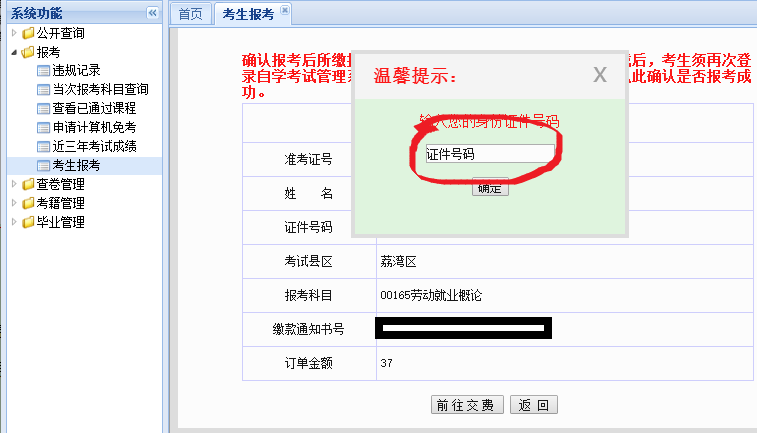 系统功能
首页
考生报考
公开查询
报考
违规记录
当次报考科目查询
查看已通过课程
申请计算机免考
近三年考试成绩
考生报考
查卷管理
考籍管理
毕业管理
确认报考后所缴
后，考生须再次登
录自学考试管理
此确认是否报考成
功。
温馨提示：
X
输入您的身份证件号码
证件号码
确定
准考证号
姓 名
证件号码
考试县区
荔湾区
报考科目
00165劳动就业概论
缴款通知书号
订单金额
37
前往交费
返 回